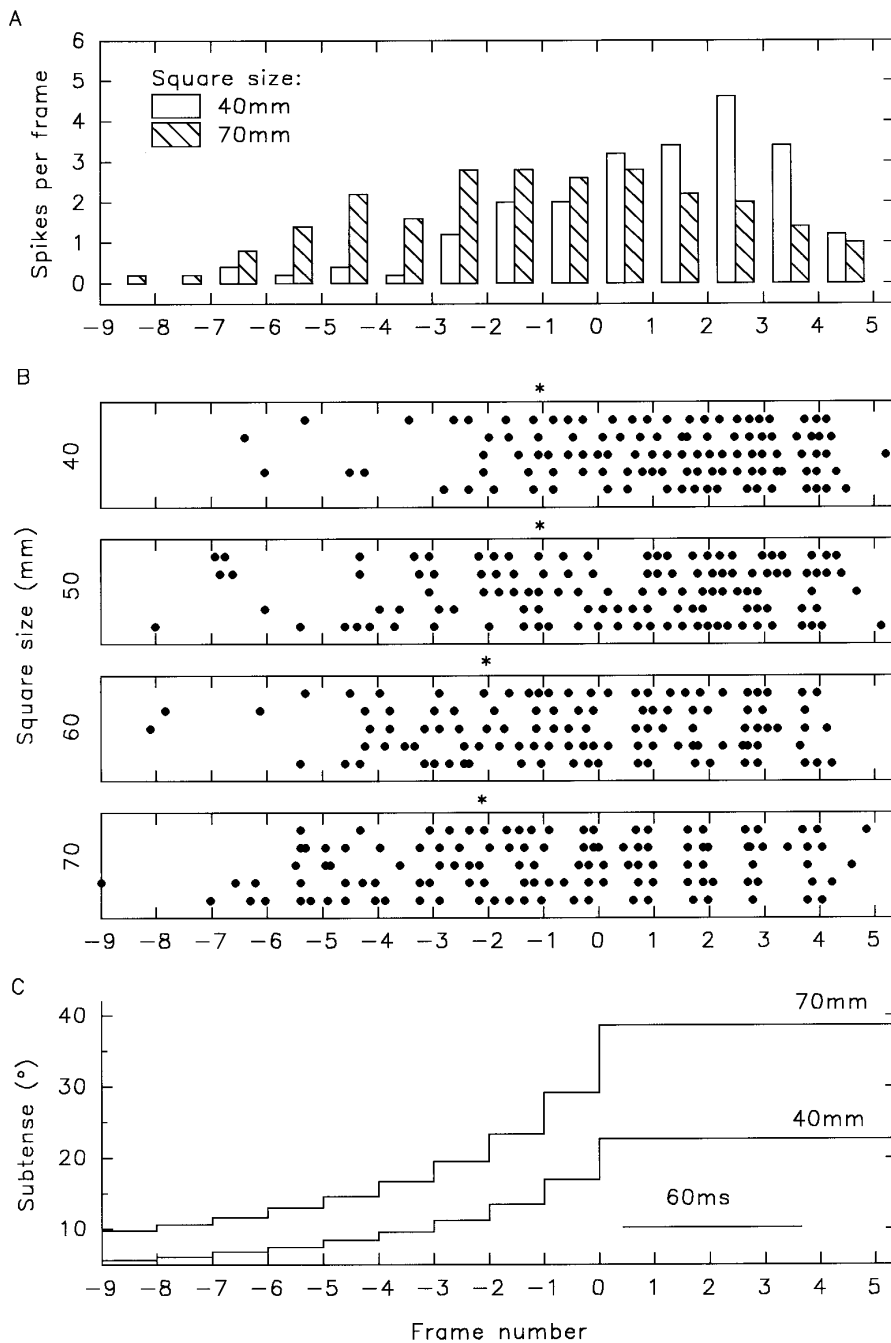 A
6
5
4
3
2
1
0
Spikes per frame
Square size:
40mm
70mm
-9 -8 -7 -6 -5 -4 -3 -2 -1 0 1 2 3 4 5
B
Square size (mm)
*
40
*
50
*
60
*
70
-9 -8 -7 -6 -5 -4 -3 -2 -1 0 1 2 3 4 5
C
40
30
20
10
Subtense (°)
70mm
40mm
60ms
-9 -8 -7 -6 -5 -4 -3 -2 -1 0 1 2 3 4 5
Frame number